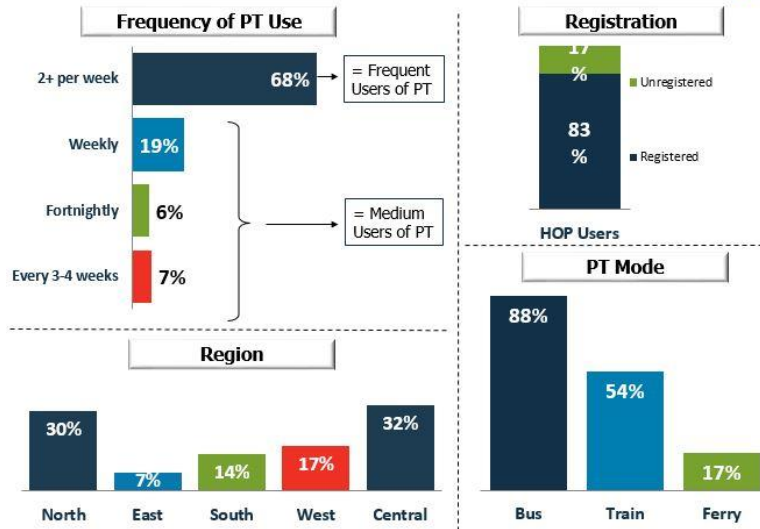 Frequency of PT Use
2+ per week
68%
= Frequent
Users of PT
Weekly
19%
Fortnightly
6%
Every 3-4 weeks
7%
= Medium
Users of PT
Registration
17
%
Unregistered
83
%
Registered
HOP Users
Region
30%
7%
14%
17%
32%
North
East
South
West
Central
PT Mode
88%
54%
17%
Bus
Train
Ferry